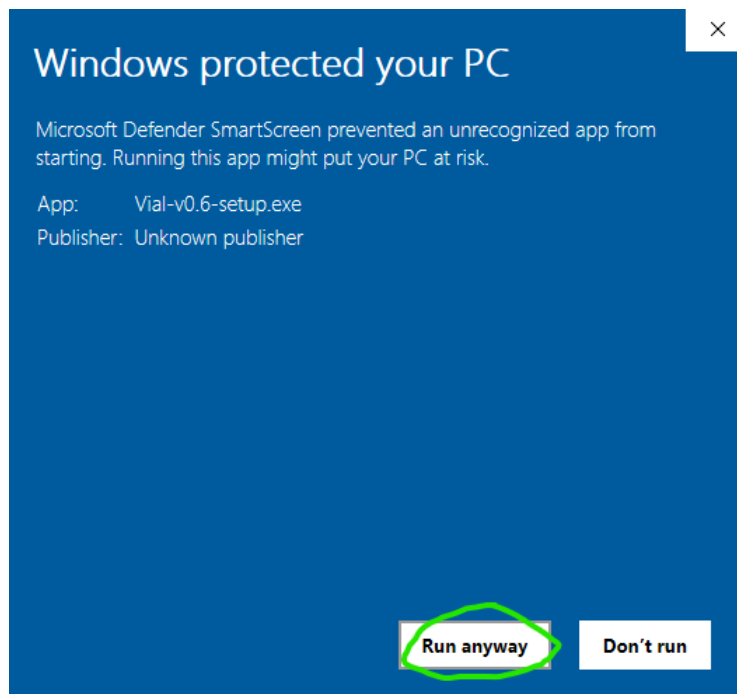 Windows protected your PC
Microsoft Defender SmartScreen prevented an unrecognized app from
starting. Running this app might put your PC at risk.
App: Vial-v0.6-setup.exe
Publisher: Unknown publisher
Run anyway Don't run